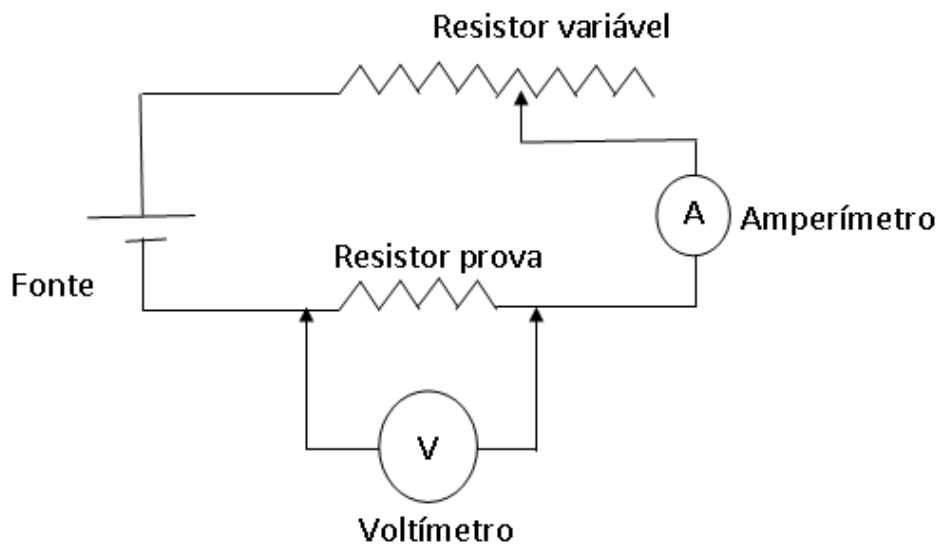 Resistor variável
A
Amperímetro
Resistor prova
Fonte
V
Voltímetro